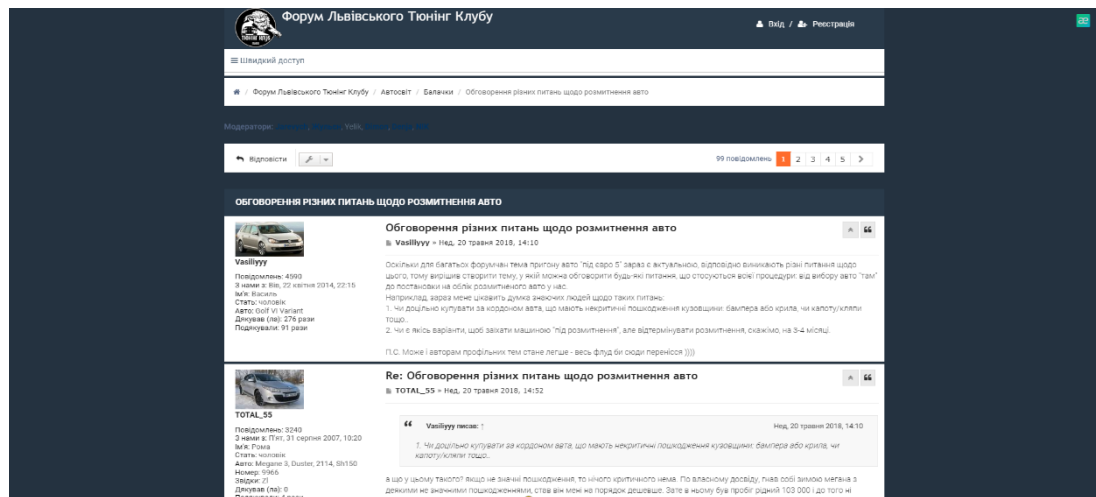 Форум Львівського Тюнінг Клубу
Вхід / Реєстрація
Швидкий доступ
/ Форум Львівського Тюнінг Клубу / Автосвіт / Балачки / Обговорення різних питань щодо розмитнення авто
Модератори: Yelik,
Відповісти
99 повідомлень 1 2 3 4 5
ОБГОВОРЕННЯ РІЗНИХ ПИТАНЬ ЩОДО РОЗМИТНЕННЯ АВТО
Обговорення різних питань щодо розмитнення авто
Vasiliyyy » Нед, 20 травня 2018, 14:10
Vasiliyyy
Повідомлень: 4593
З нами з: Вів, 22 квітня 2014, 22:15
Ім'я: Василь
Стать: чоловік
Авто: Golf VI Variant
Дякував (ла): 276 рази
Подякували: 91 рази
Оскільки для багатьох форумчан тема пригону авто "під євро 5" зараз є актуальною, відповідно виникають різні питання щодо
цього, тому вирішив створити тему, у якій можна обговорити будь-які питання, що стосуються всієї процедури: від вибору авто "там"
до постановки на облік розмитненого авто у нас.
Наприклад, зараз мене цікавить думка знаючих людей щодо таких питань:
1. Чи доцільно купувати за кордоном авта, що мають некритичні пошкодження кузовщини: бампера або крила, чи капоту/кляпи
тощо..
2. Чи є якісь варіанти, щоб заїхати машиною "під розмитнення", але відтермінувати розмитнення, скажімо, на 3-4 місяці.
П.С. Може і авторам профільних тем стане легше - весь флуд би сюди перенісся ))))
Re: Обговорення різних питань щодо розмитнення авто
TOTAL_55 » Нед, 20 травня 2018, 14:52
TOTAL_55
Повідомлень: 3240
З нами з: П'ят, 31 серпня 2007, 10:20
Ім'я: Рома
Стать: чоловік
Авто: Megane 3, Duster, 2114, Sh150
Номер: 9966
Звідки: Zl
Дякував (ла): 0
Подякували: 4 рази
Vasiliyyy писав: ↑
Нед, 20 травня 2018, 14:10
1. Чи доцільно купувати за кордоном авта, що мають некритичні пошкодження кузовщини: бампера або крила, чи
капоту/кляпи тощо..
а що у цьому такого? якщо не значні пошкодження, то нічого критичного нема. По власному досвіду, гнав собі зимою мегана з
деякими не значними пошкодженнями, став він мені на порядок дешевше. Зате в ньому був пробіг рідний 103 000 і до того ні